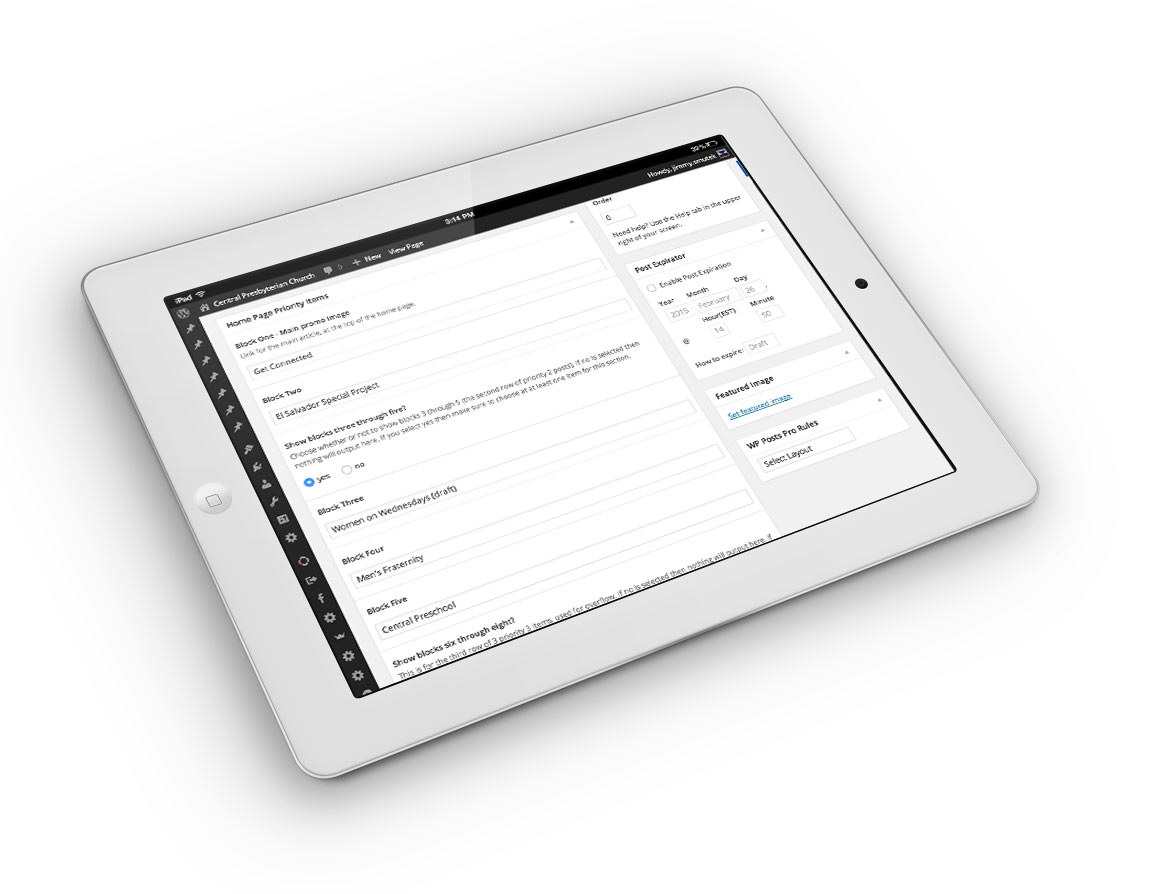 iPad
3:14 PM
22%
Central Presbyterian Church
New
View Page
Howdy, jimmy.smutek
Home Page Priority Items
Block One - Main promo image
Link for the main article, at the top of the home page.
Get Connected
Block Two
El Salvador Special Project
Show blocks three through five?
Choose whether or not to show blocks 3 through 5 (the second row of priority 2 posts). If no is selected then
nothing will output here. If you select yes then make sure to choose at at least one item for this section.
yes
no
Block Three
Women on Wednesdays (draft)
Block Four
Men's Fraternity
Block Five
Central Preschool
Show blocks six through eight?
This is for the third row of 3 priority 3 items, used for overflow. If no is selected then nothing will output here. If
Order
0
Need help? Use the Help tab in the upper
right of your screen.
Post Expirator
Enable Post Expiration
Year Month Day
2015 February 26
Hour(EST) Minute
@ 14 50
How to expire: Draft
Featured Image
Set featured image
WP Posts Pro Rules
Select Layout